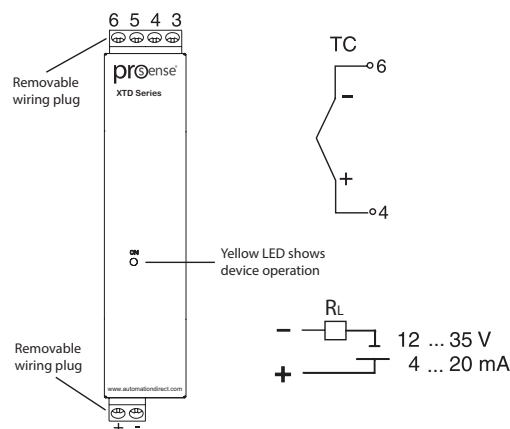 6 5 4 3
Removable
wiring plug
prosense®
XTD Series
ON
Yellow LED shows
device operation
Removable
wiring plug
www.automationdirect.com
+ -
TC
6
−
+
4
RL
−
+
12 ... 35 V
4 ... 20 mA